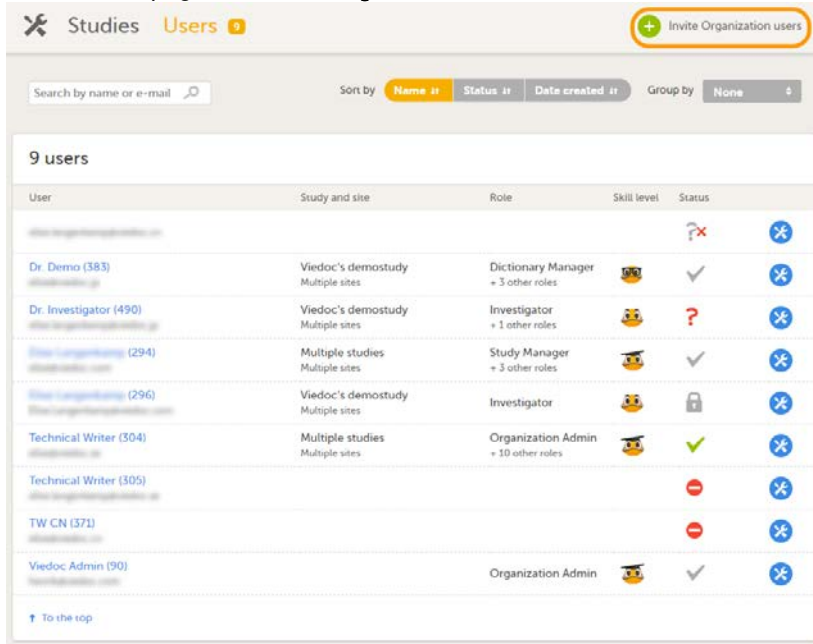 Studies Users 9 Invite Organization users
Search by name or e-mail Sort by Name Status Date created Group by None
9 users
User Study and site Role Skill level Status
Dr. Demo (383) Viedoc's demostudy Dictionary Manager
Multiple sites + 3 other roles
Dr. Investigator (490) Viedoc's demostudy Investigator
Multiple sites + 1 other roles
(294) Multiple studies Study Manager
Multiple sites + 3 other roles
(296) Viedoc's demostudy Investigator
Multiple sites
Technical Writer (304) Multiple studies Organization Admin
Multiple sites + 10 other roles
Technical Writer (305)
TW CN (371)
Viedoc Admin (90) Organization Admin
To the top